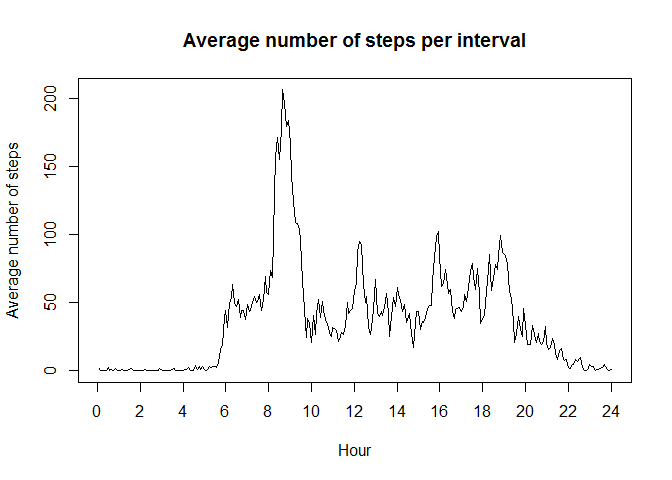 Average number of steps per interval
Average number of steps
200
150
100
50
0
0 2 4 6 8 10 12 14 16 18 20 22 24
Hour